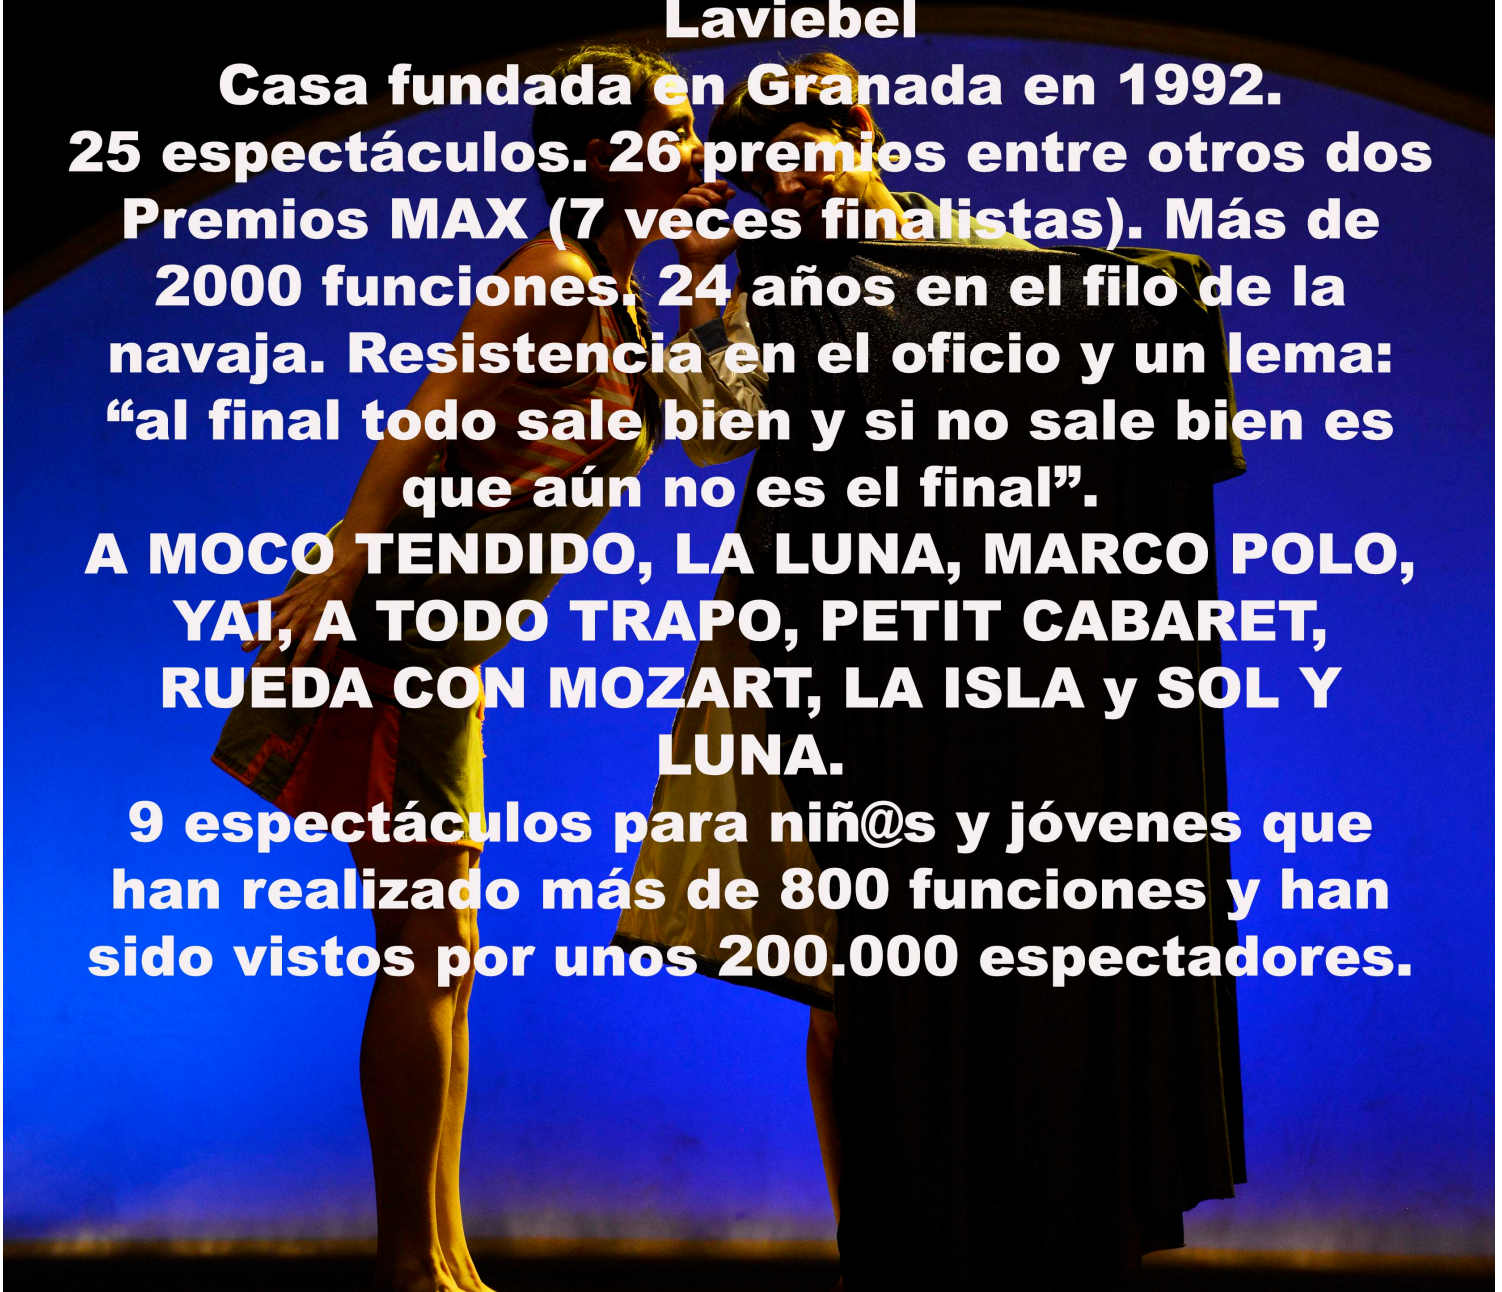 Laviebel
Casa fundada en Granada en 1992.
25 espectáculos. 26 premios entre otros dos
Premios MAX (7 veces finalistas). Más de
2000 funciones. 24 años en el filo de la
navaja. Resistencia en el oficio y un lema:
“al final todo sale bien y si no sale bien es
que aún no es el final”.
A MOCO TENDIDO, LA LUNA, MARCO POLO,
YAI, A TODO TRAPO, PETIT CABARET,
RUEDA CON MOZART, LA ISLA y SOL Y
LUNA.
9 espectáculos para niñ@s y jóvenes que
han realizado más de 800 funciones y han
sido vistos por unos 200.000 espectadores.